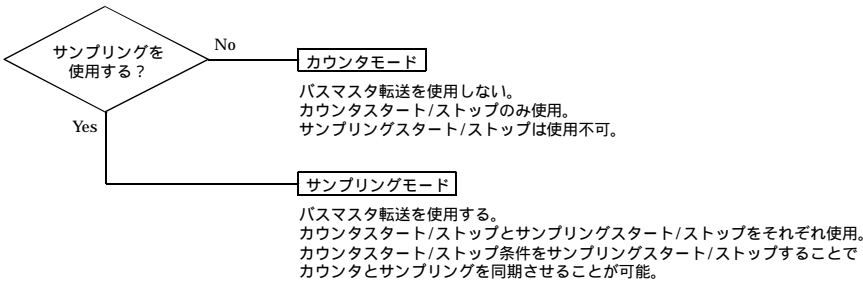 サンプリングを
使用する？
No
カウンタモード
バスマスタ転送を使用しない。
カウンタスタート/ストップのみ使用。
サンプリングスタート/ストップは使用不可。
Yes
サンプリングモード
バスマスタ転送を使用する。
カウンタスタート/ストップとサンプリングスタート/ストップをそれぞれ使用。
カウンタスタート/ストップ条件をサンプリングスタート/ストップすることで
カウンタとサンプリングを同期させることが可能。